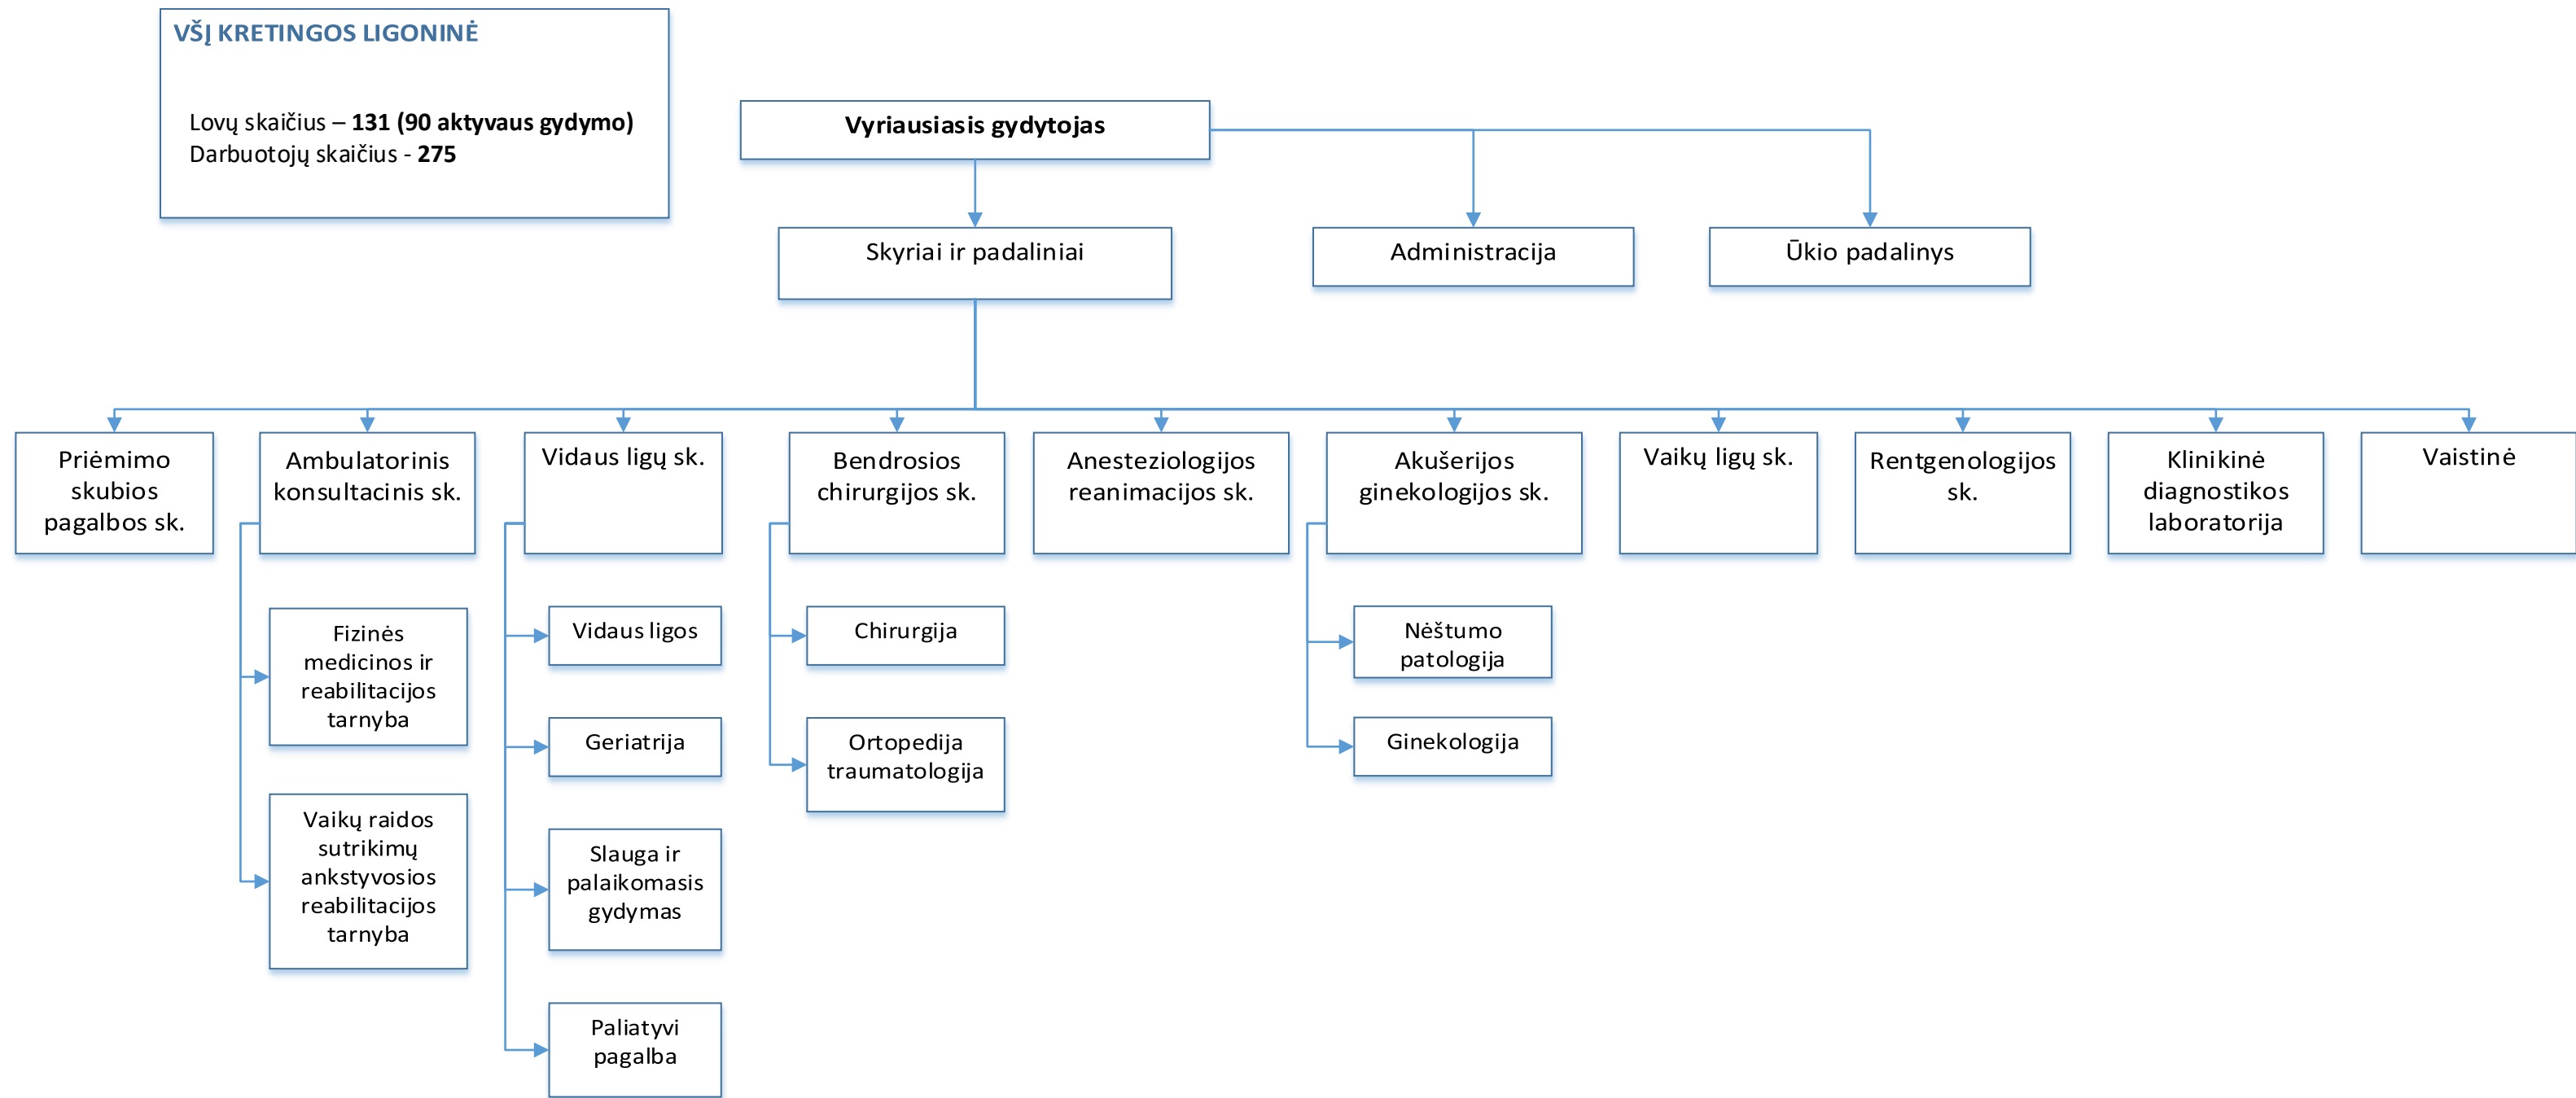 VŠĮ KRETINGOS LIGONINĖ
Lovų skaičius – 131 (90 aktyvaus gydymo)
Darbuotojų skaičius - 275
Vyriausiasis gydytojas
Skyriai ir padaliniai
Administracija
Ūkio padalinys
Priėmimo
skubios
pagalbos sk.
Ambulatorinis
konsultacinis sk.
Vidaus ligų sk.
Bendrosios
chirurgijos sk.
Anesteziologijos
reanimacijos sk.
Akušerijos
ginekologijos sk.
Vaikų ligų sk.
Rentgenologijos
sk.
Klinikinė
diagnostikos
laboratorija
Vaistinė
Fizinės
medicinos ir
reabilitacijos
tarnyba
Vaikų raidos
sutrikimų
ankstyvosios
reabilitacijos
tarnyba
Vidaus ligos
Geriatrija
Slauga ir
palaikomasis
gydymas
Paliatyvi
pagalba
Chirurgija
Ortopedija
traumatologija
Nėštumo
patologija
Ginekologija